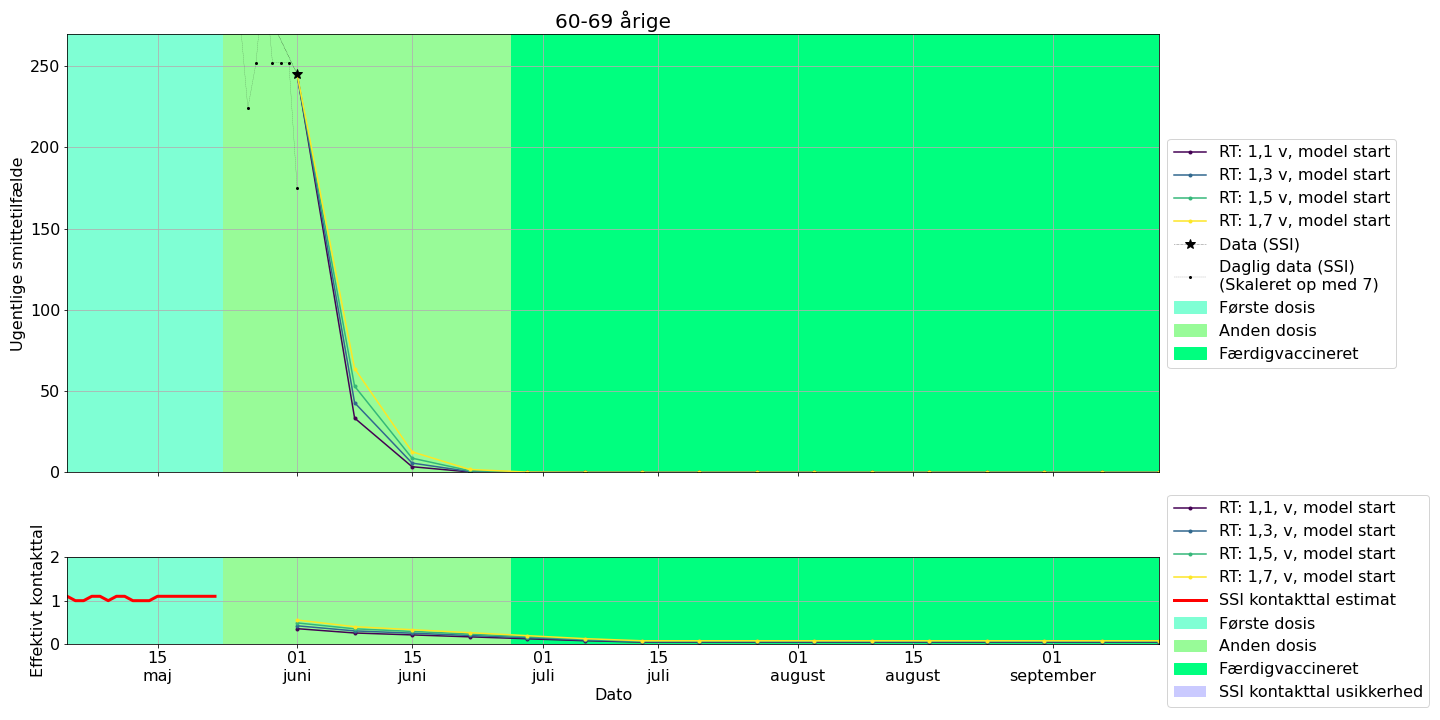 60-69 årige
250
200
150
100
50
0
Ugentlige smittetilfælde
RT: 1,1 v, model start
RT: 1,3 v, model start
RT: 1,5 v, model start
RT: 1,7 v, model start
Data (SSI)
Daglig data (SSI)
(Skaleret op med 7)
Første dosis
Anden dosis
Færdigvaccineret
2
1
0
Effektivt kontakttal
RT: 1,1, v, model start
RT: 1,3, v, model start
RT: 1,5, v, model start
RT: 1,7, v, model start
SSI kontakttal estimat
Første dosis
Anden dosis
Færdigvaccineret
SSI kontakttal usikkerhed
15 01 15 01 15 01 15 01
maj juni juni juli juli august august september
Dato